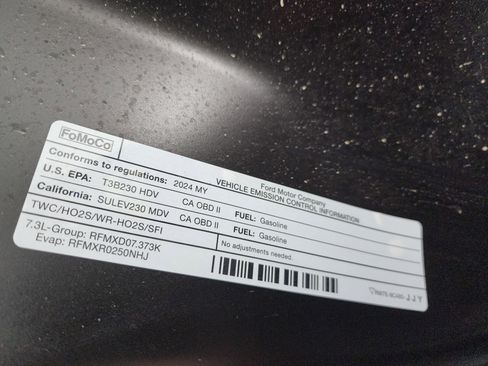 FoMoCo
Ford Motor Company
VEHICLE EMISSION CONTROL INFORMATION
Conforms to regulations: 2024 MY
U.S. EPA: T3B230 HDV CA OBD II FUEL: Gasoline
California: SULEV230 MDV CA OBD II FUEL: Gasoline
TWC/HO2S/WR-HO2S/SFI No adjustments needed.
7.3L-Group: RFMXD07.373K
Evap: RFMXR0250NHJ
JJY